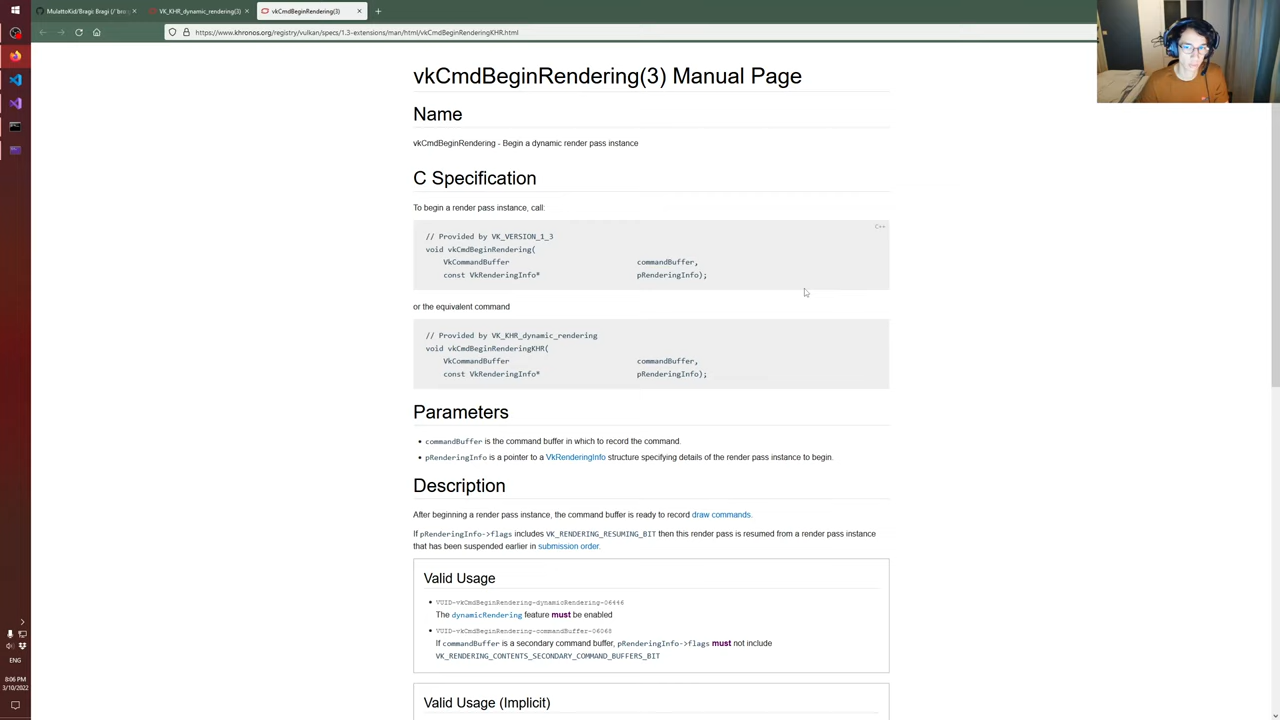 MulattoKid/Bragi: Bragi (/ˈbrɑː
VK_KHR_dynamic_rendering(3)
vkCmdBeginRendering(3)
https://www.khronos.org/registry/vulkan/specs/1.3-extensions/man/html/vkCmdBeginRenderingKHR.html
vkCmdBeginRendering(3) Manual Page
Name
vkCmdBeginRendering - Begin a dynamic render pass instance
C Specification
To begin a render pass instance, call:
C++
// Provided by VK_VERSION_1_3
void vkCmdBeginRendering(
VkCommandBuffer commandBuffer,
const VkRenderingInfo* pRenderingInfo);
or the equivalent command
// Provided by VK_KHR_dynamic_rendering
void vkCmdBeginRenderingKHR(
VkCommandBuffer commandBuffer,
const VkRenderingInfo* pRenderingInfo);
Parameters
• commandBuffer is the command buffer in which to record the command.
• pRenderingInfo is a pointer to a VkRenderingInfo structure specifying details of the render pass instance to begin.
Description
After beginning a render pass instance, the command buffer is ready to record draw commands.
If pRenderingInfo->flags includes VK_RENDERING_RESUMING_BIT then this render pass is resumed from a render pass instance
that has been suspended earlier in submission order.
Valid Usage
• VUID-vkCmdBeginRendering-dynamicRendering-06446
The dynamicRendering feature must be enabled
• VUID-vkCmdBeginRendering-commandBuffer-06068
If commandBuffer is a secondary command buffer, pRenderingInfo->flags must not include
VK_RENDERING_CONTENTS_SECONDARY_COMMAND_BUFFERS_BIT
Valid Usage (Implicit)
ENG
8:06 PM
3/10/2022